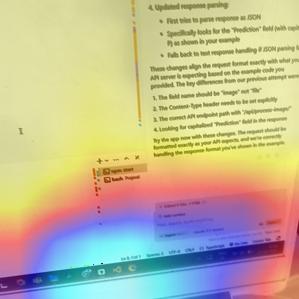 4. Updated response parsing:
First tries to parse response as JSON
Specifically looks for the "Prediction" field (with capital
P) as shown in your example
Falls back to text response handling if JSON parsing
These changes align the request format exactly with what
API server is expecting based on the example code you
provided. The key differences from our previous attempt were
1. The field name should be "image" not "file"
2. The Content-Type header needs to be set explicitly
3. The correct API endpoint path with "/api/process-image/"
4. Looking for capitalized "Prediction" field in the response
Try the app now with these changes. The request should be
formatted exactly as your API expects, and we're correctly
handling the response format you've shown in the example.
npm start
bash
UTF-8
TypeScript